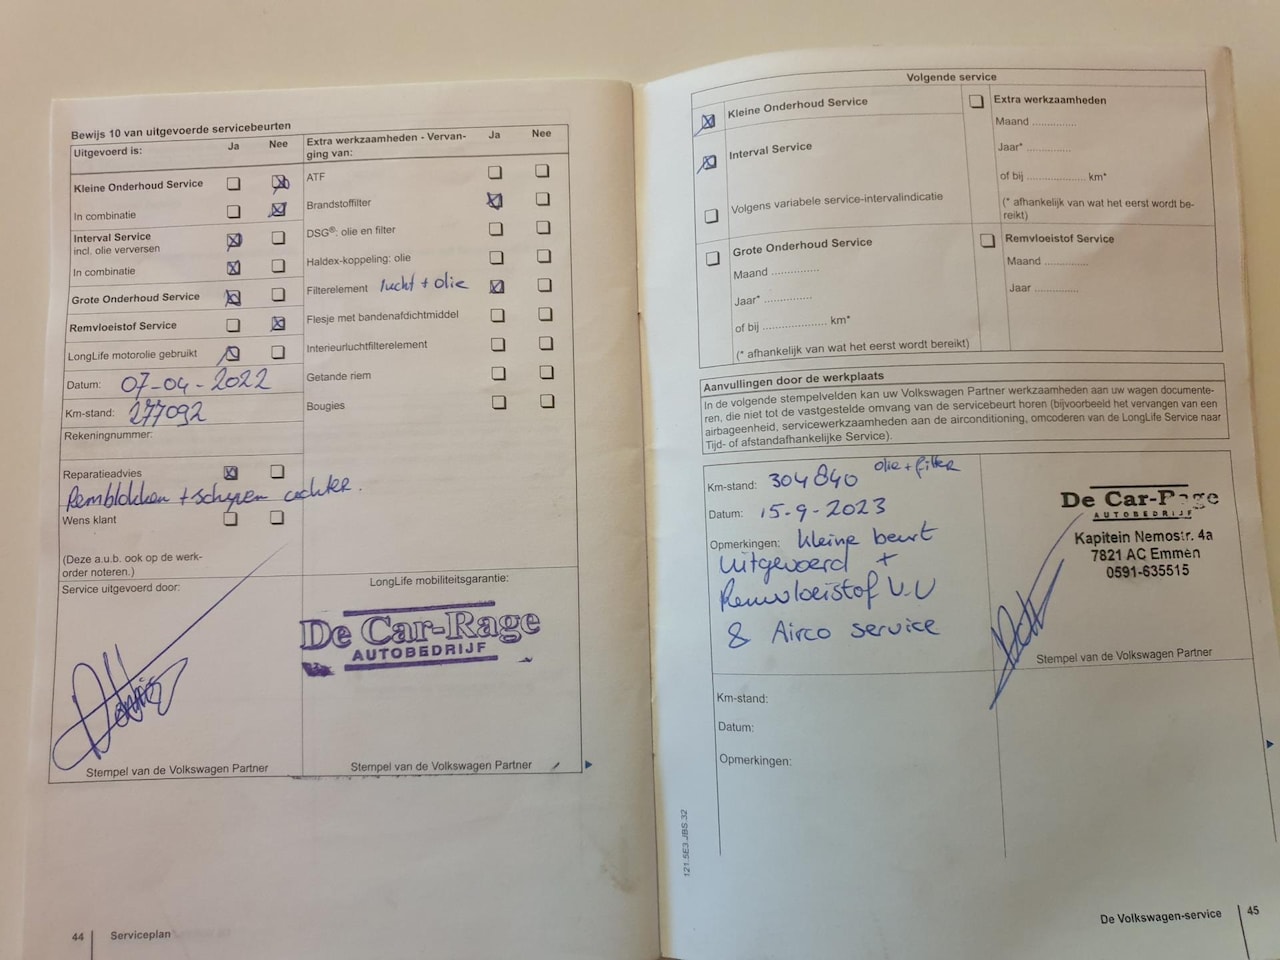 Bewijs 10 van uitgevoerde servicebeurten
Uitgevoerd is: Ja Nee
Kleine Onderhoud Service
In combinatie
Interval Service
incl. olie verversen
In combinatie
Grote Onderhoud Service
Remvloeistof Service
LongLife motorolie gebruikt
Datum: 07-04-2022
Km-stand: 277092
Rekeningnummer:
Reparatieadvies
Remblokken + schijven achter.
Wens klant
(Deze a.u.b. ook op de werk-
order noteren.)
Service uitgevoerd door:
Stempel van de Volkswagen Partner
Extra werkzaamheden - Vervan-
ging van: Ja Nee
ATF
Brandstoffilter
DSG®: olie en filter
Haldex-koppeling: olie
Filterelement lucht + olie
Flesje met bandenafdichtmiddel
Interieurluchtfilterelement
Getande riem
Bougies
LongLife mobiliteitsgarantie:
De Car-Rage
AUTOBEDRIJF
Stempel van de Volkswagen Partner
44 Serviceplan
Volgende service
Kleine Onderhoud Service
Interval Service
Volgens variabele service-intervalindicatie
Grote Onderhoud Service
Maand ..............
Jaar* ..............
of bij ................... km*
(* afhankelijk van wat het eerst wordt bereikt)
Extra werkzaamheden
Maand .............
Jaar* .............
of bij ................. km*
(* afhankelijk van wat het eerst wordt be-
reikt)
Remvloeistof Service
Maand .............
Jaar .............
Aanvullingen door de werkplaats
In de volgende stempelvelden kan uw Volkswagen Partner werkzaamheden aan uw wagen documente-
ren, die niet tot de vastgestelde omvang van de servicebeurt horen (bijvoorbeeld het vervangen van een
airbageenheid, servicewerkzaamheden aan de airconditioning, omcoderen van de LongLife Service naar
Tijd- of afstandafhankelijke Service).
Km-stand: 304840 olie + filter
Datum: 15-9-2023
Opmerkingen: kleine beurt
uitgevoerd +
Remvloeistof V.V
& Airco service
De Car-Rage
AUTOBEDRIJF
Kapitein Nemostr. 4a
7821 AC Emmen
0591-635515
Stempel van de Volkswagen Partner
Km-stand:
Datum:
Opmerkingen:
121.5E3.JBS.32
De Volkswagen-service 45